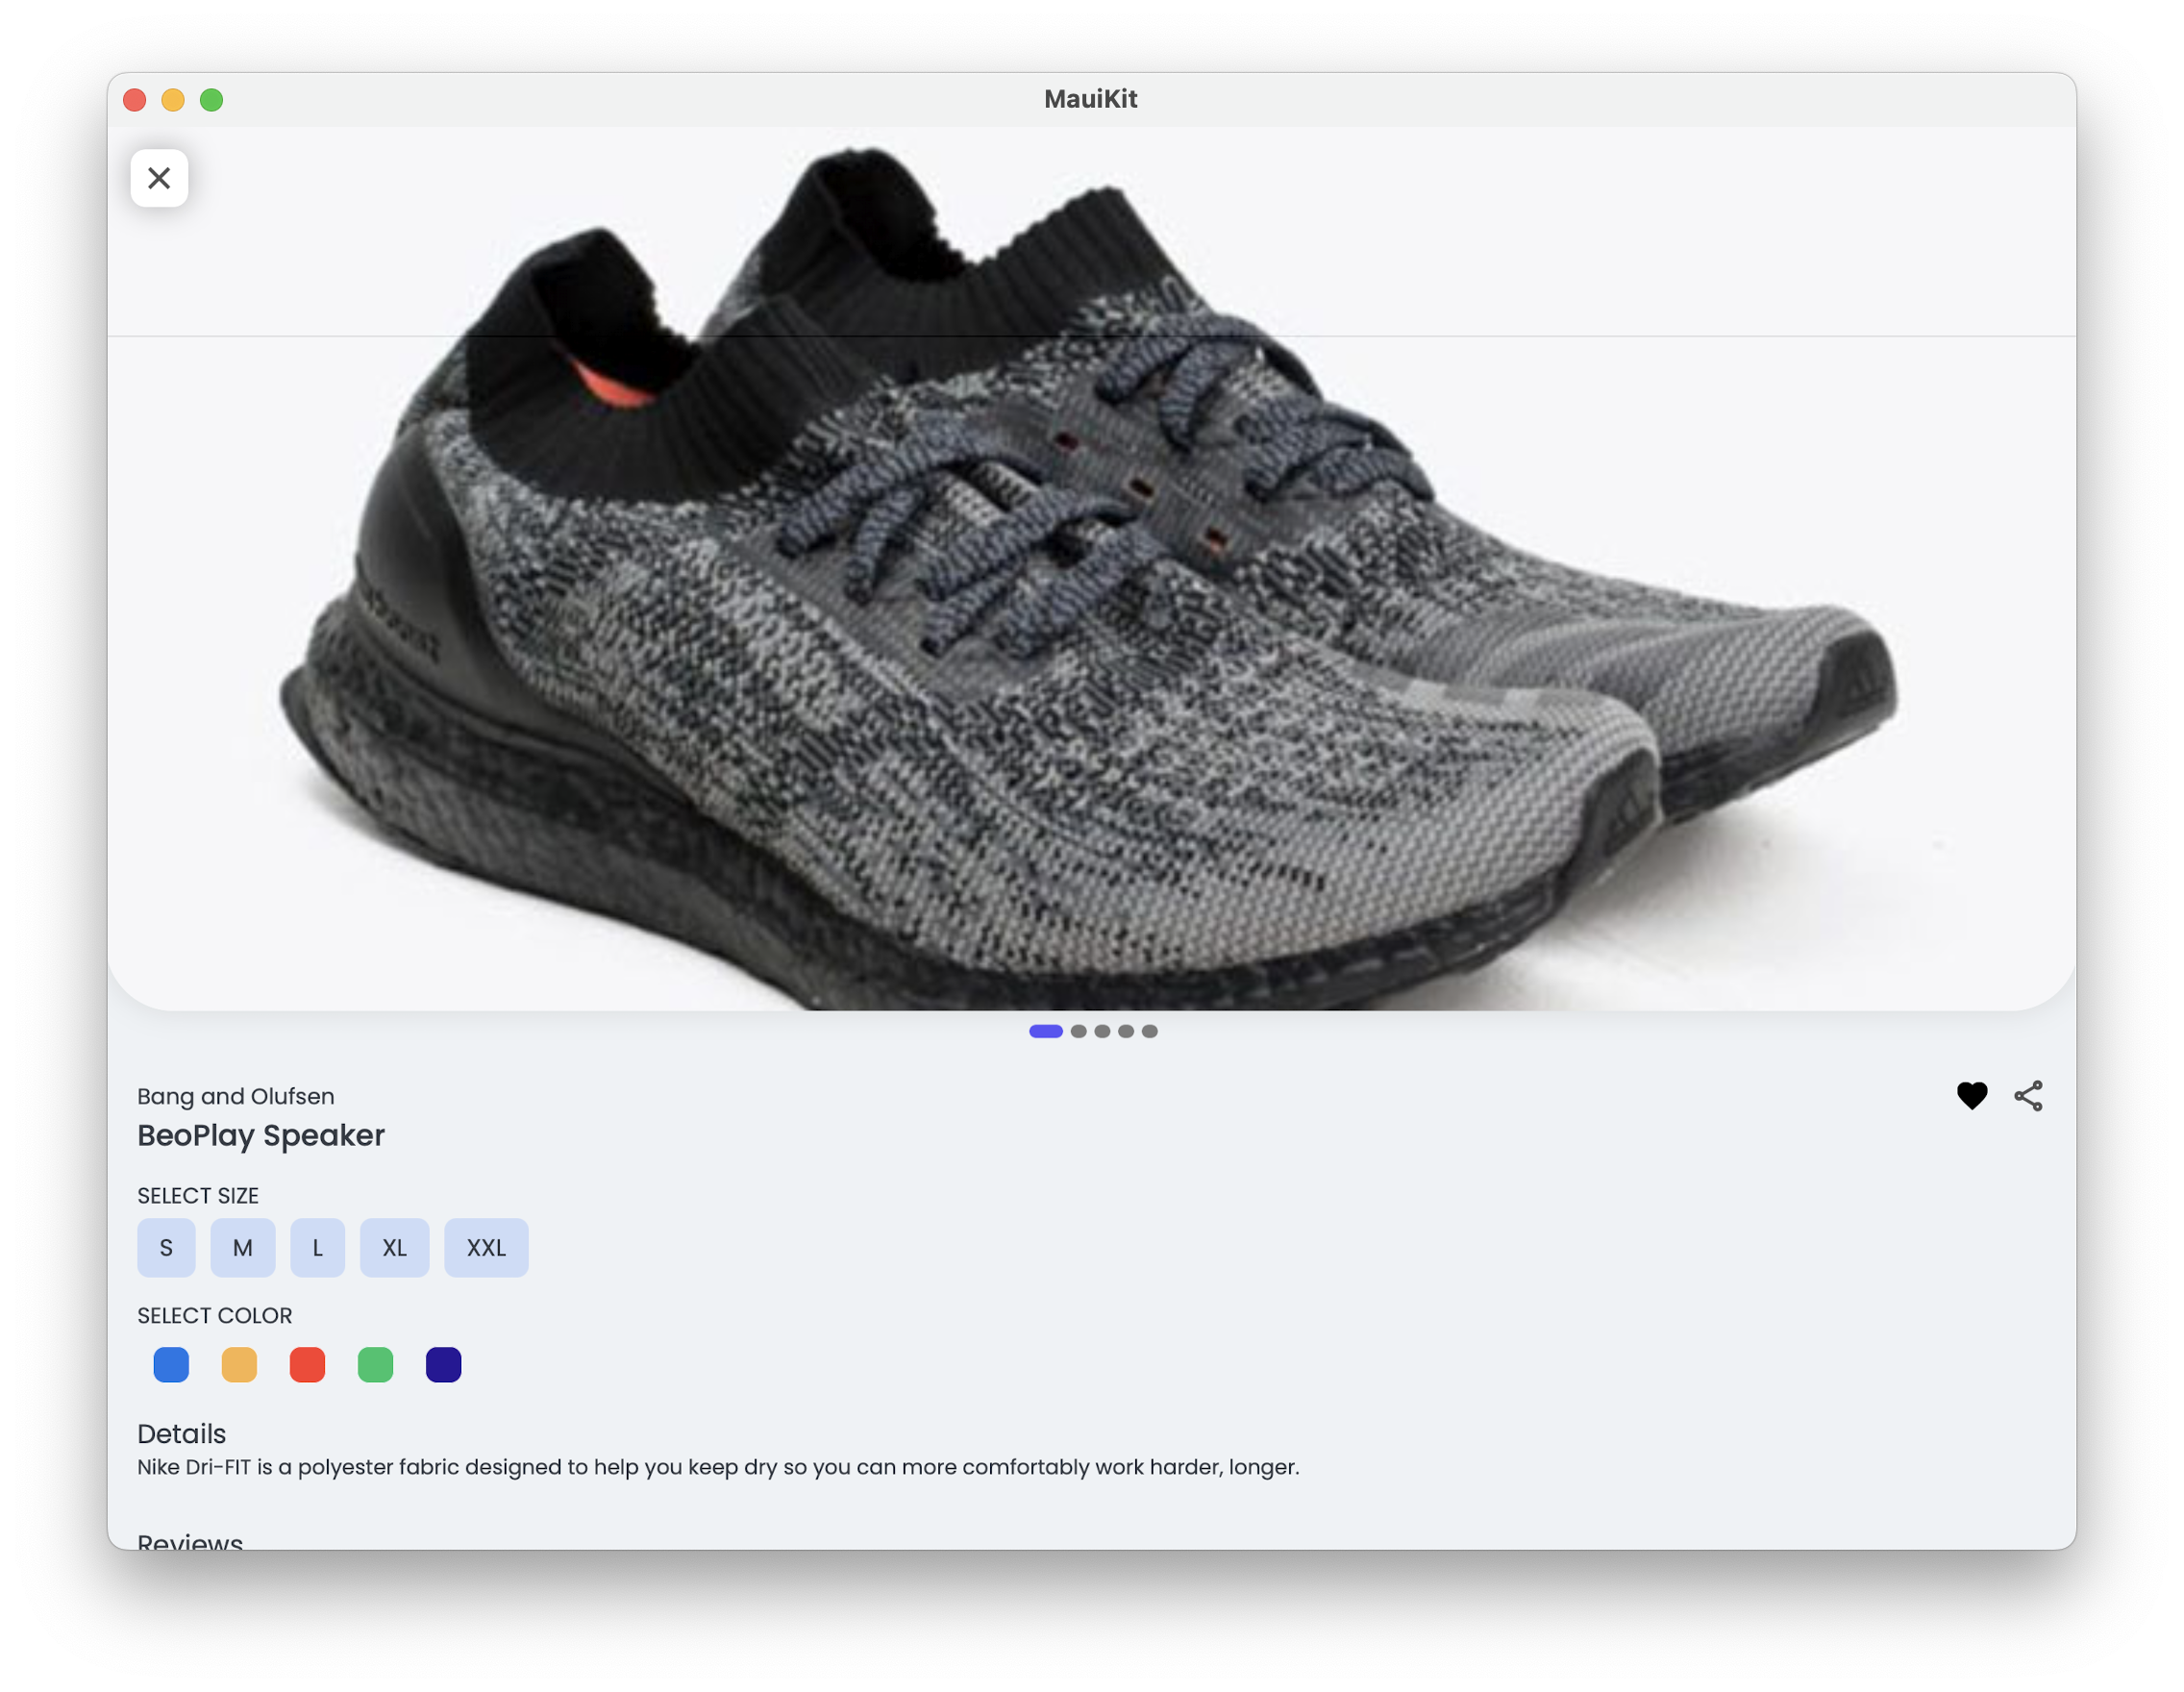 MauiKit
Bang and Olufsen
BeoPlay Speaker
SELECT SIZE
S M L XL XXL
SELECT COLOR
Details
Nike Dri-FIT is a polyester fabric designed to help you keep dry so you can more comfortably work harder, longer.
Reviews